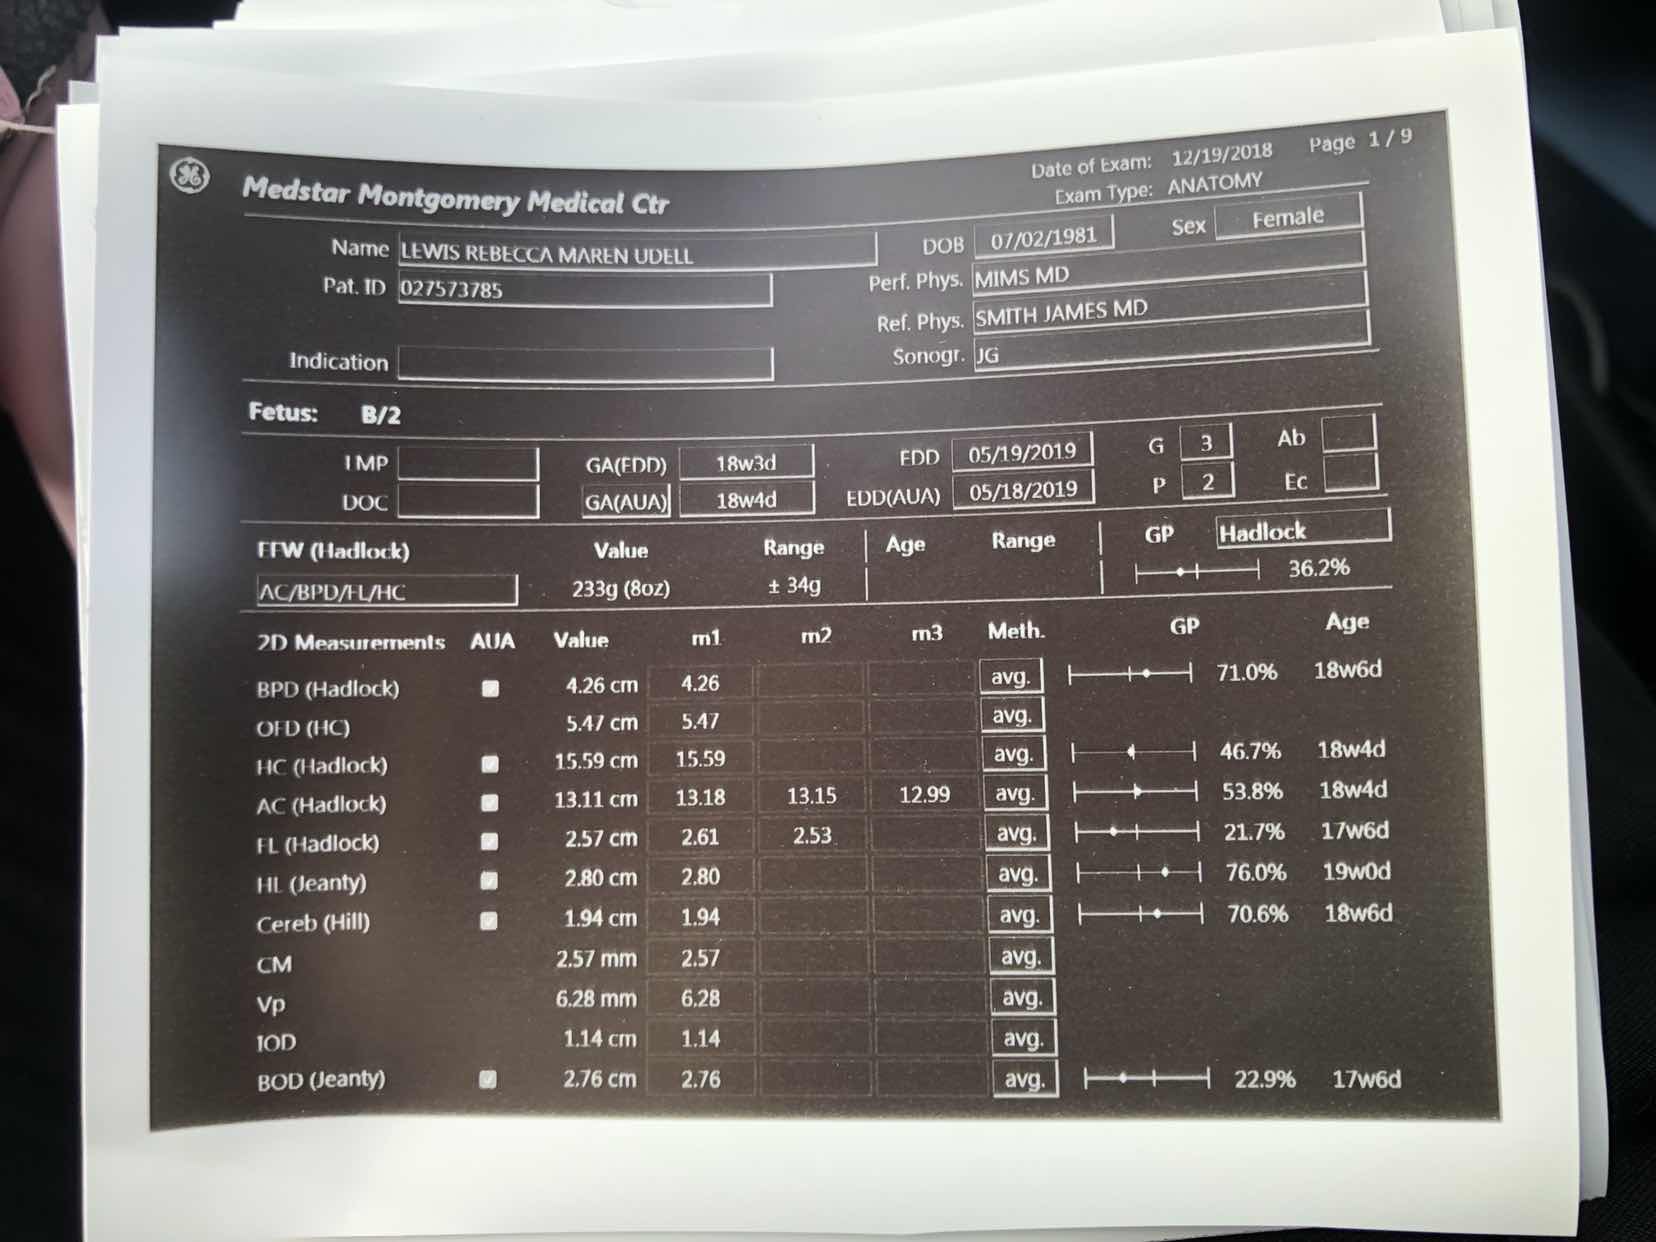 Date of Exam: 12/19/2018 Page 1 / 9
Medstar Montgomery Medical Ctr Exam Type: ANATOMY
Name LEWIS REBECCA MAREN UDELL DOB 07/02/1981 Sex Female
Pat. ID 027573785 Perf. Phys. MIMS MD
Ref. Phys. SMITH JAMES MD
Indication Sonogr. JG
Fetus: B/2
LMP GA(EDD) 18w3d EDD 05/19/2019 G 3 Ab
DOC GA(AUA) 18w4d EDD(AUA) 05/18/2019 P 2 Ec
EFW (Hadlock) Value Range Age Range GP Hadlock
AC/BPD/FL/HC 233g (8oz) ± 34g 36.2%
2D Measurements AUA Value m1 m2 m3 Meth. GP Age
BPD (Hadlock) 4.26 cm 4.26 avg. 71.0% 18w6d
OFD (HC) 5.47 cm 5.47 avg.
HC (Hadlock) 15.59 cm 15.59 avg. 46.7% 18w4d
AC (Hadlock) 13.11 cm 13.18 13.15 12.99 avg. 53.8% 18w4d
FL (Hadlock) 2.57 cm 2.61 2.53 avg. 21.7% 17w6d
HL (Jeanty) 2.80 cm 2.80 avg. 76.0% 19w0d
Cereb (Hill) 1.94 cm 1.94 avg. 70.6% 18w6d
CM 2.57 mm 2.57 avg.
Vp 6.28 mm 6.28 avg.
IOD 1.14 cm 1.14 avg.
BOD (Jeanty) 2.76 cm 2.76 avg. 22.9% 17w6d